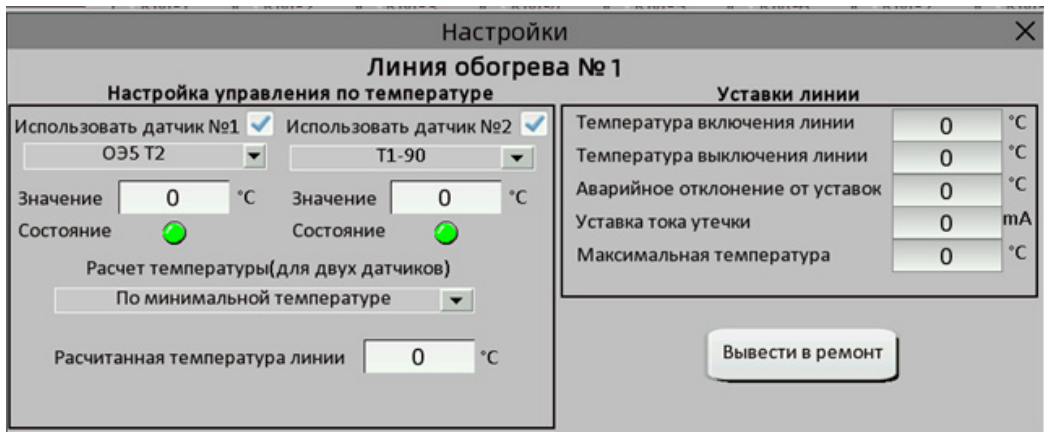 Настройки
Линия обогрева № 1
Настройка управления по температуре
Использовать датчик №1
Использовать датчик №2
ОЭ5 Т2
Т1-90
Значение 0 °C
Значение 0 °C
Состояние
Состояние
Расчет температуры(для двух датчиков)
По минимальной температуре
Расчитанная температура линии 0 °C
Уставки линии
Температура включения линии 0 °C
Температура выключения линии 0 °C
Аварийное отклонение от уставок 0 °C
Уставка тока утечки 0 mA
Максимальная температура 0 °C
Вывести в ремонт